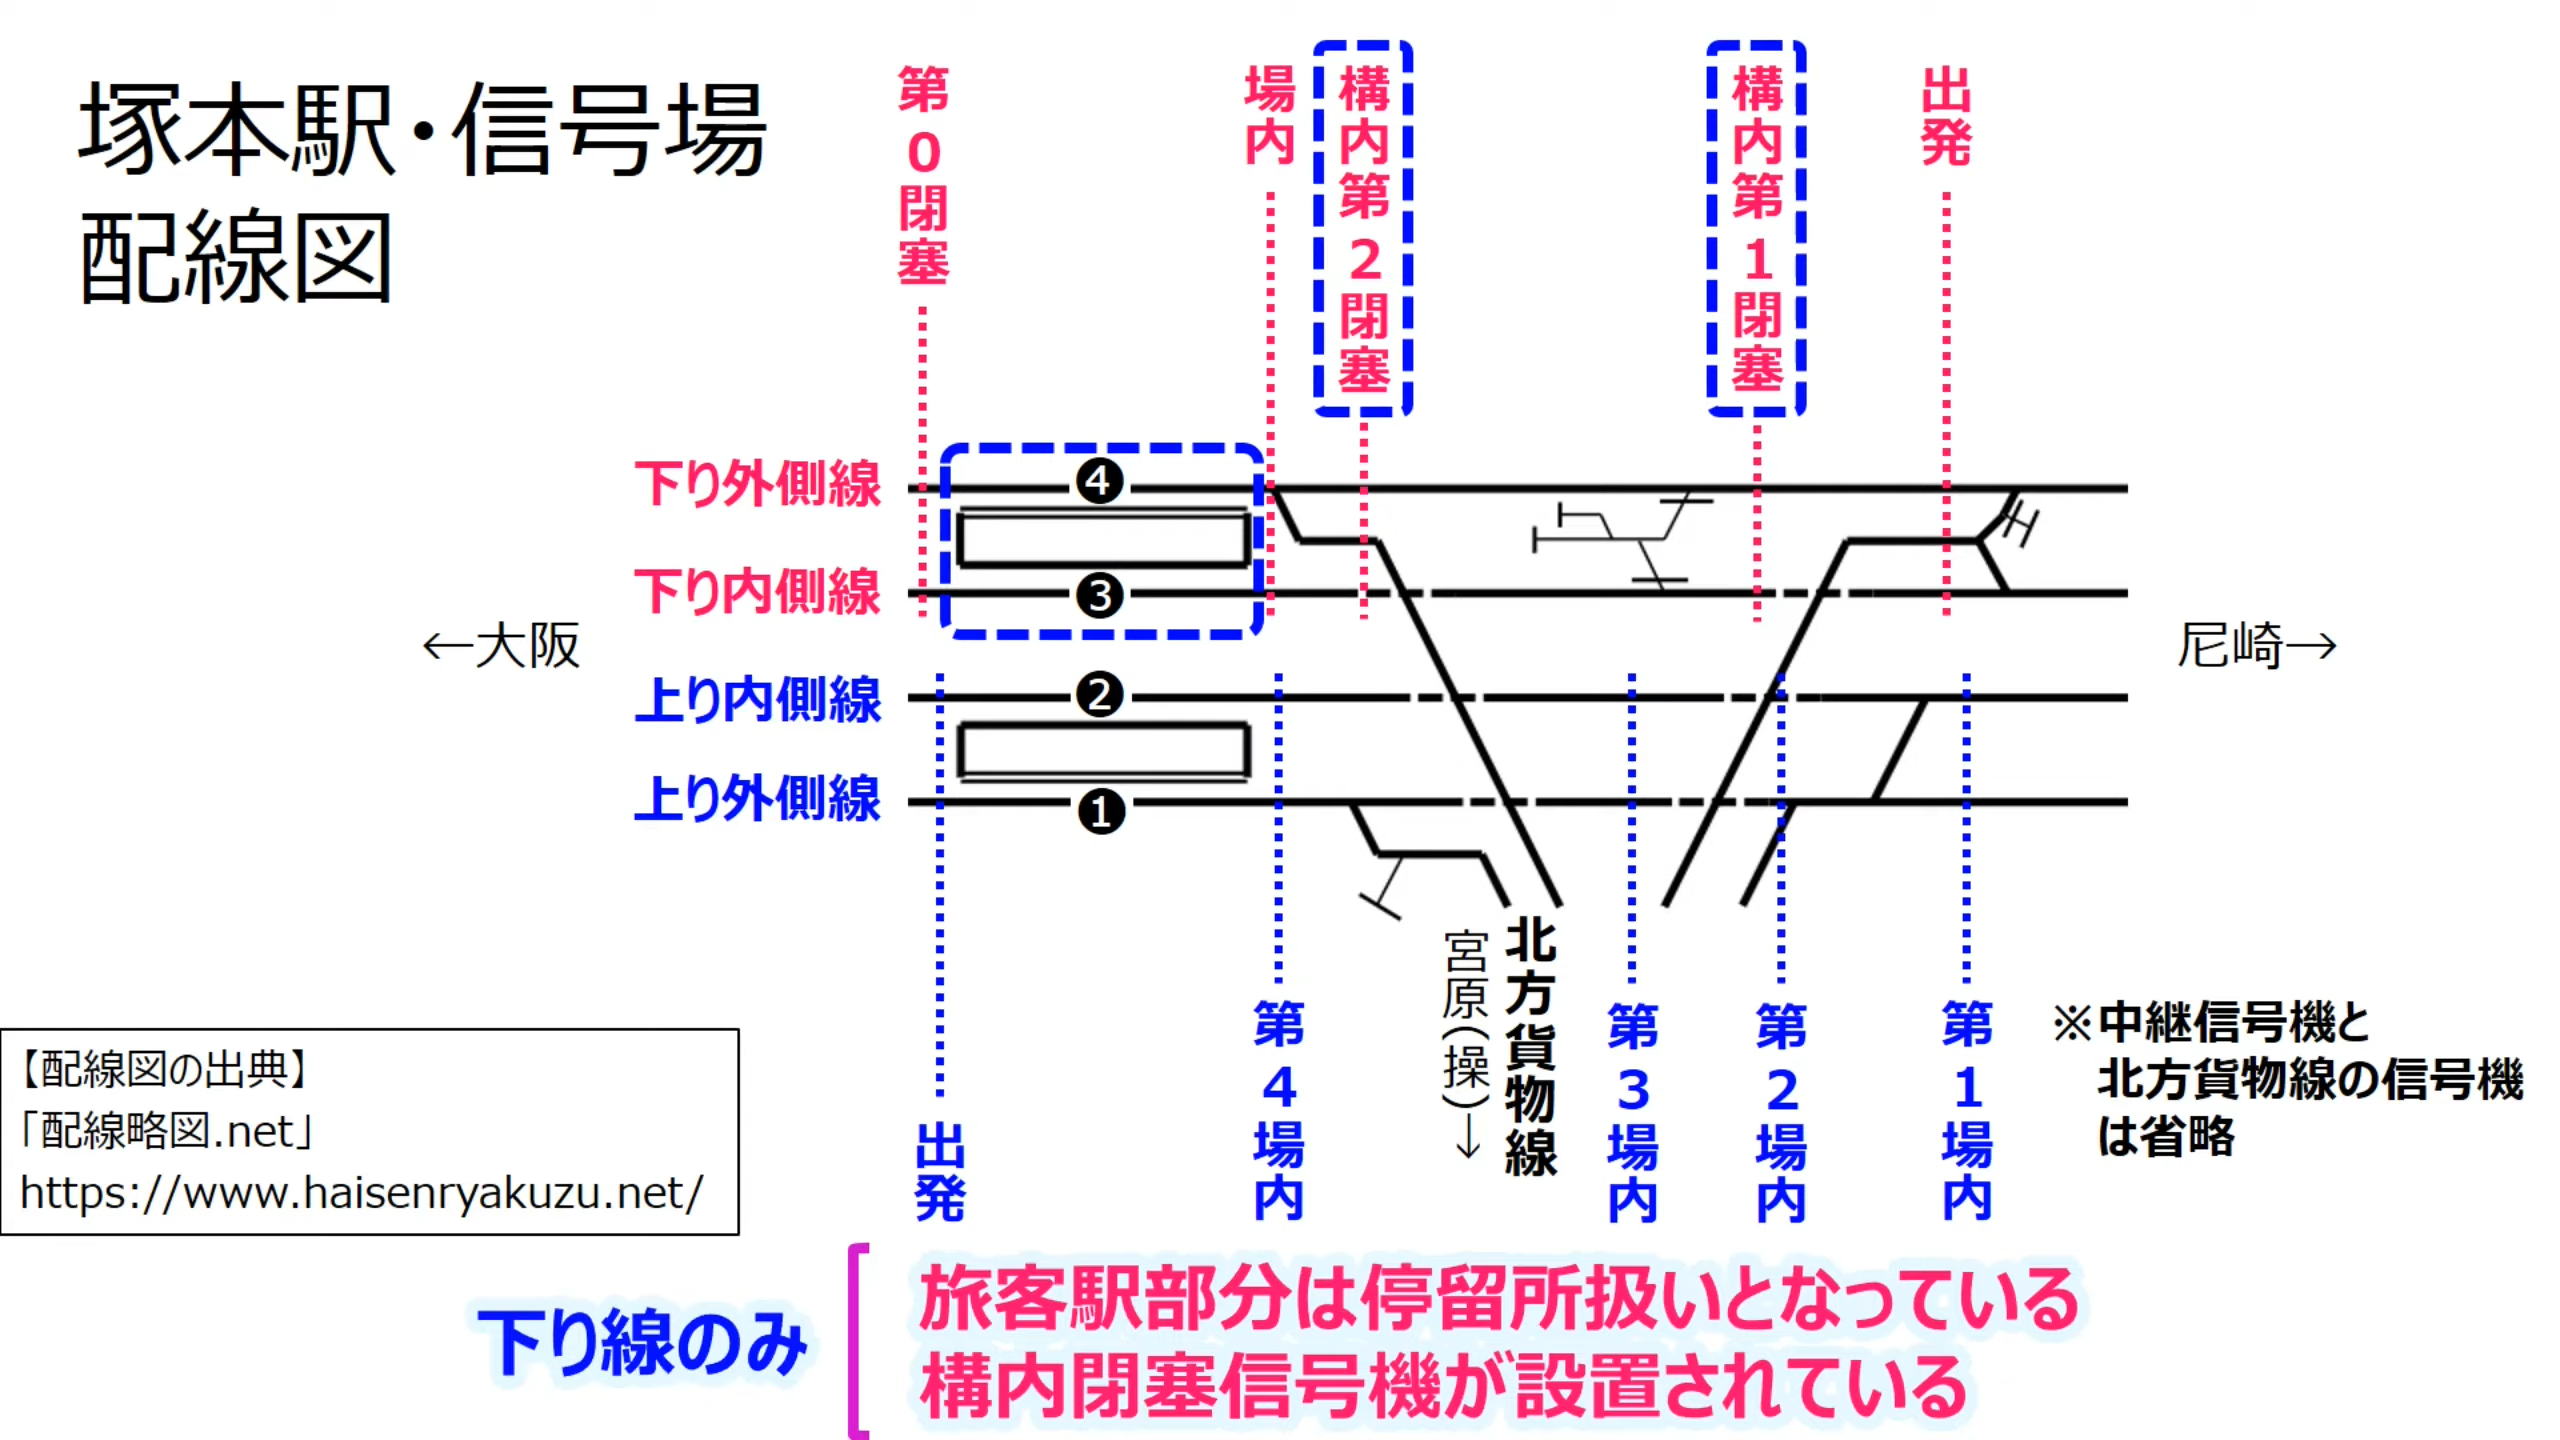 塚本駅・信号場
配線図
第0閉塞
場内
構内第2閉塞
構内第1閉塞
出発
下り外側線
❹
下り内側線
❸
←大阪
尼崎→
上り内側線
❷
上り外側線
❶
出発
第4場内
宮原(操)→
北方貨物線
第3場内
第2場内
第1場内
※中継信号機と
北方貨物線の信号機
は省略
【配線図の出典】
「配線略図.net」
https://www.haisenryakuzu.net/
下り線のみ
旅客駅部分は停留所扱いとなっている
構内閉塞信号機が設置されている